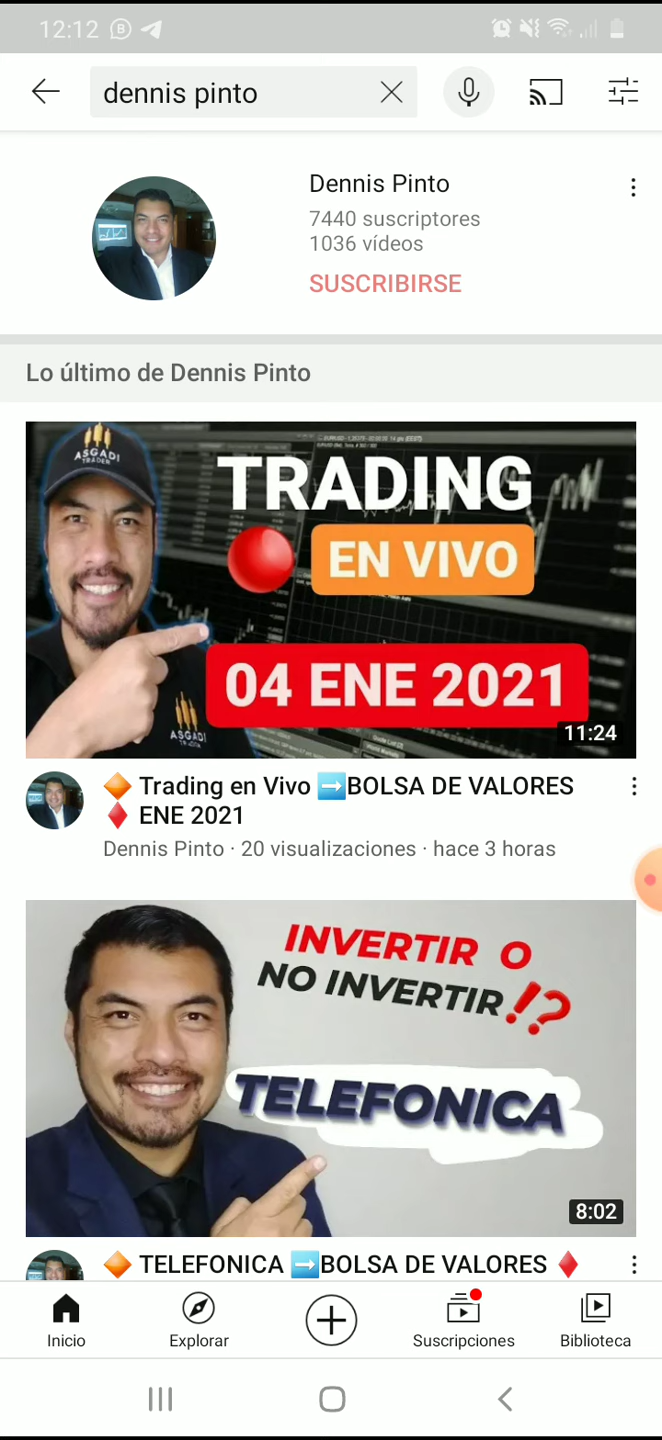 12:12
dennis pinto
Dennis Pinto
7440 suscriptores
1036 vídeos
SUSCRIBIRSE
Lo último de Dennis Pinto
ASGADI
TRADER
TRADING
EN VIVO
04 ENE 2021
ASGADI
11:24
🔶 Trading en Vivo ➡️BOLSA DE VALORES
♦️ ENE 2021
Dennis Pinto · 20 visualizaciones · hace 3 horas
INVERTIR O
NO INVERTIR⁉️
TELEFONICA
8:02
🔶 TELEFONICA ➡️BOLSA DE VALORES ♦️
Inicio
Explorar
Suscripciones
Biblioteca